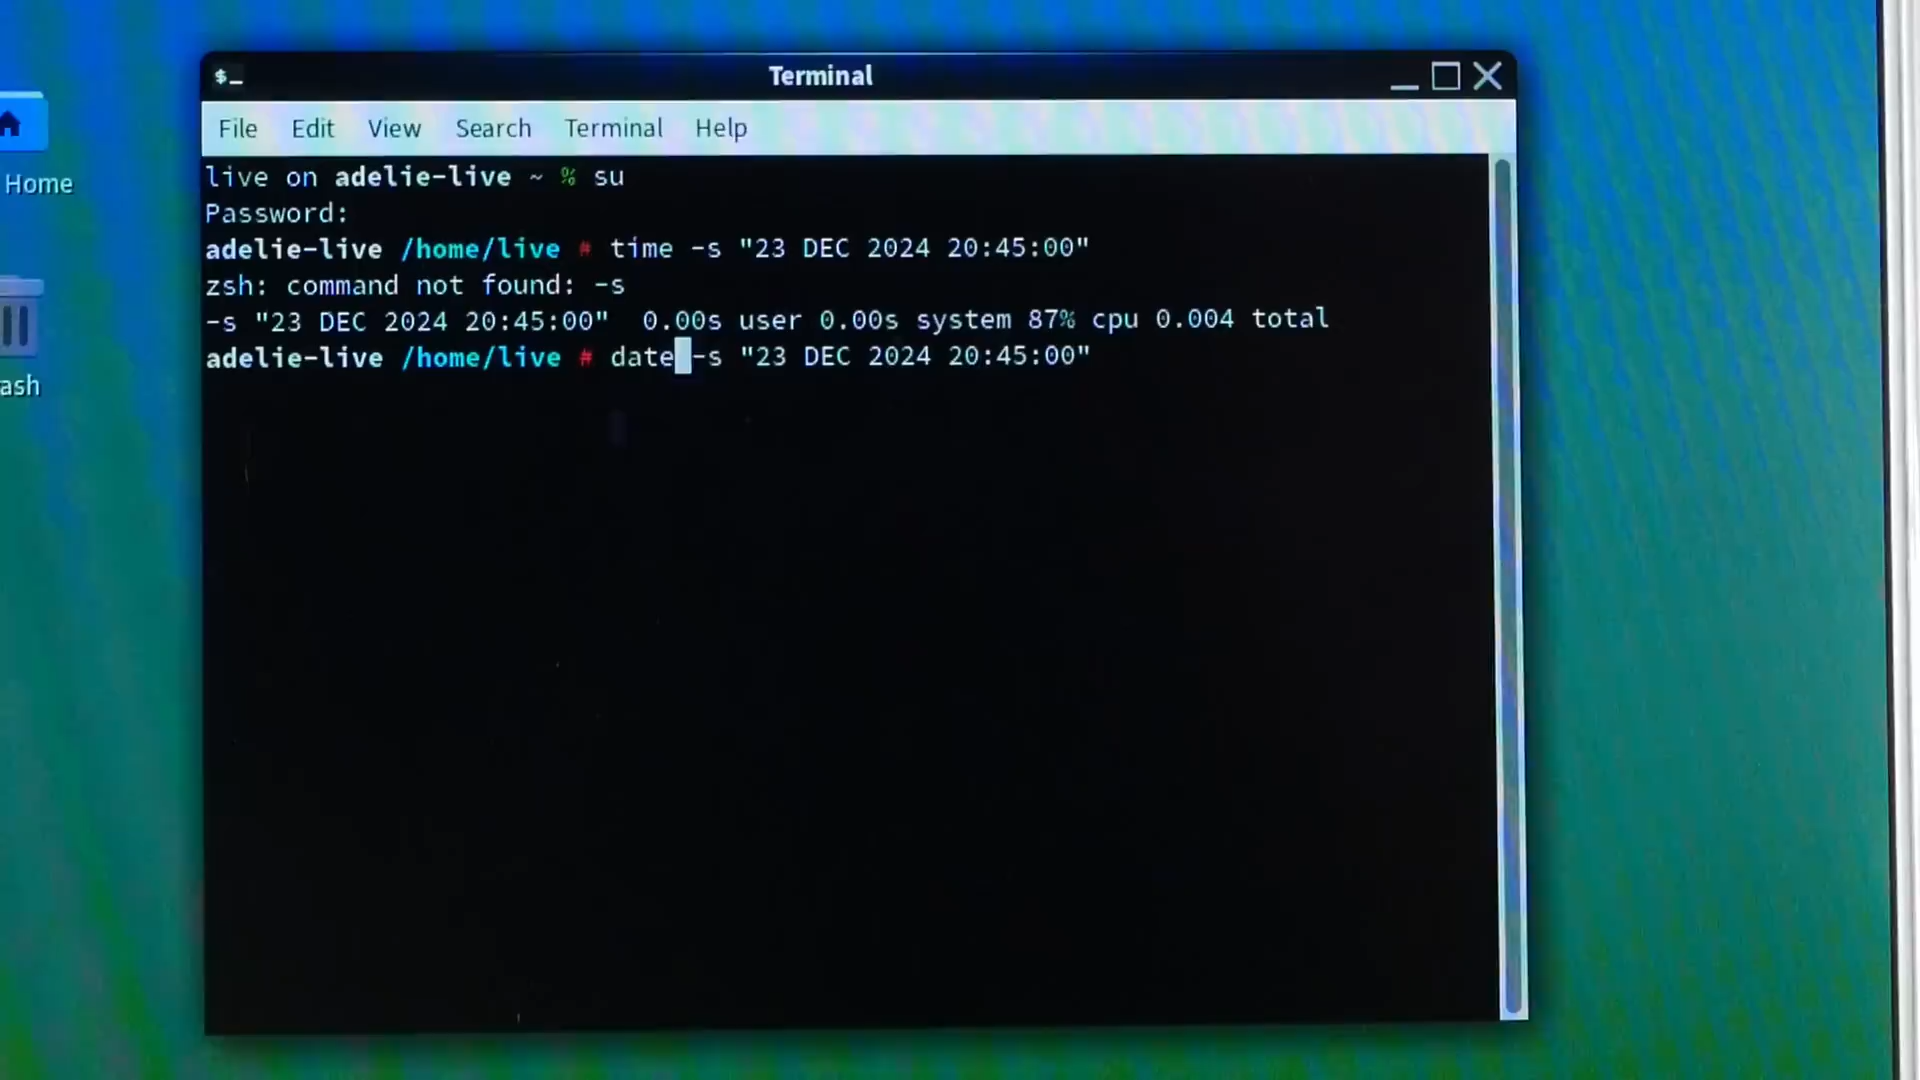 $_
Terminal
File Edit View Search Terminal Help
Home
ash
live on adelie-live ~ % su
Password:
adelie-live /home/live # time -s "23 DEC 2024 20:45:00"
zsh: command not found: -s
-s "23 DEC 2024 20:45:00"  0.00s user 0.00s system 87% cpu 0.004 total
adelie-live /home/live # date -s "23 DEC 2024 20:45:00"